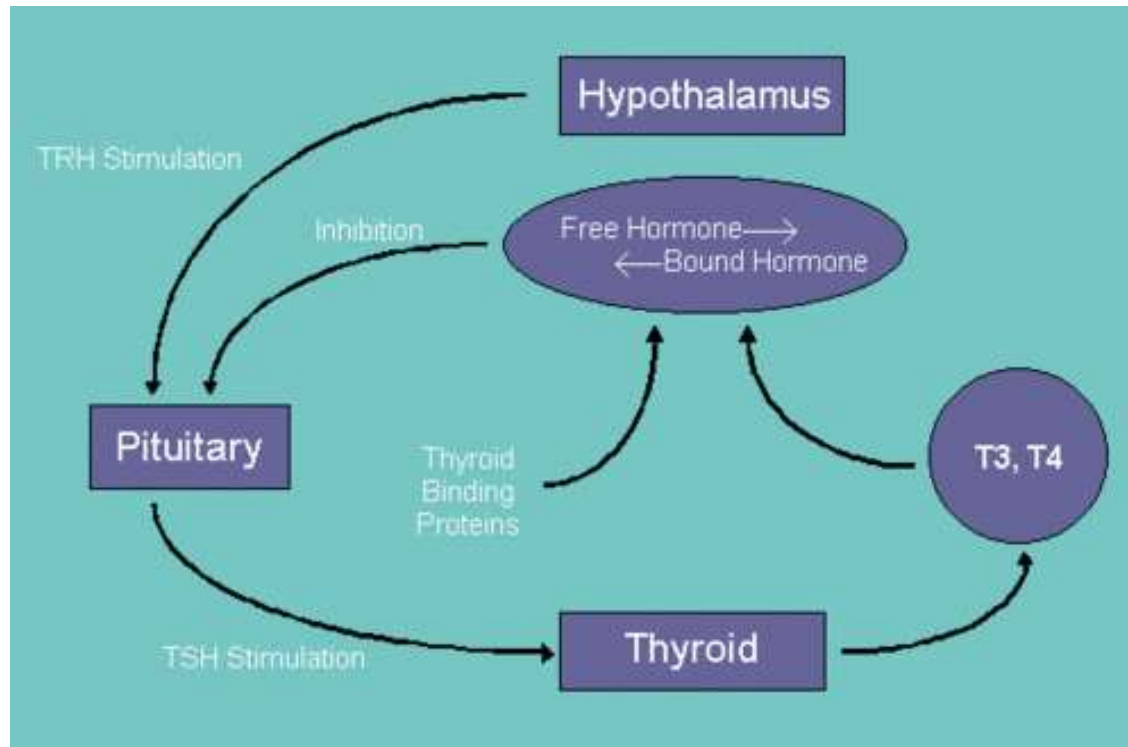 Hypothalamus
TRH Stimulation
Inhibition
Free Hormone
Bound Hormone
Pituitary
Thyroid
Binding
Proteins
T3, T4
TSH Stimulation
Thyroid